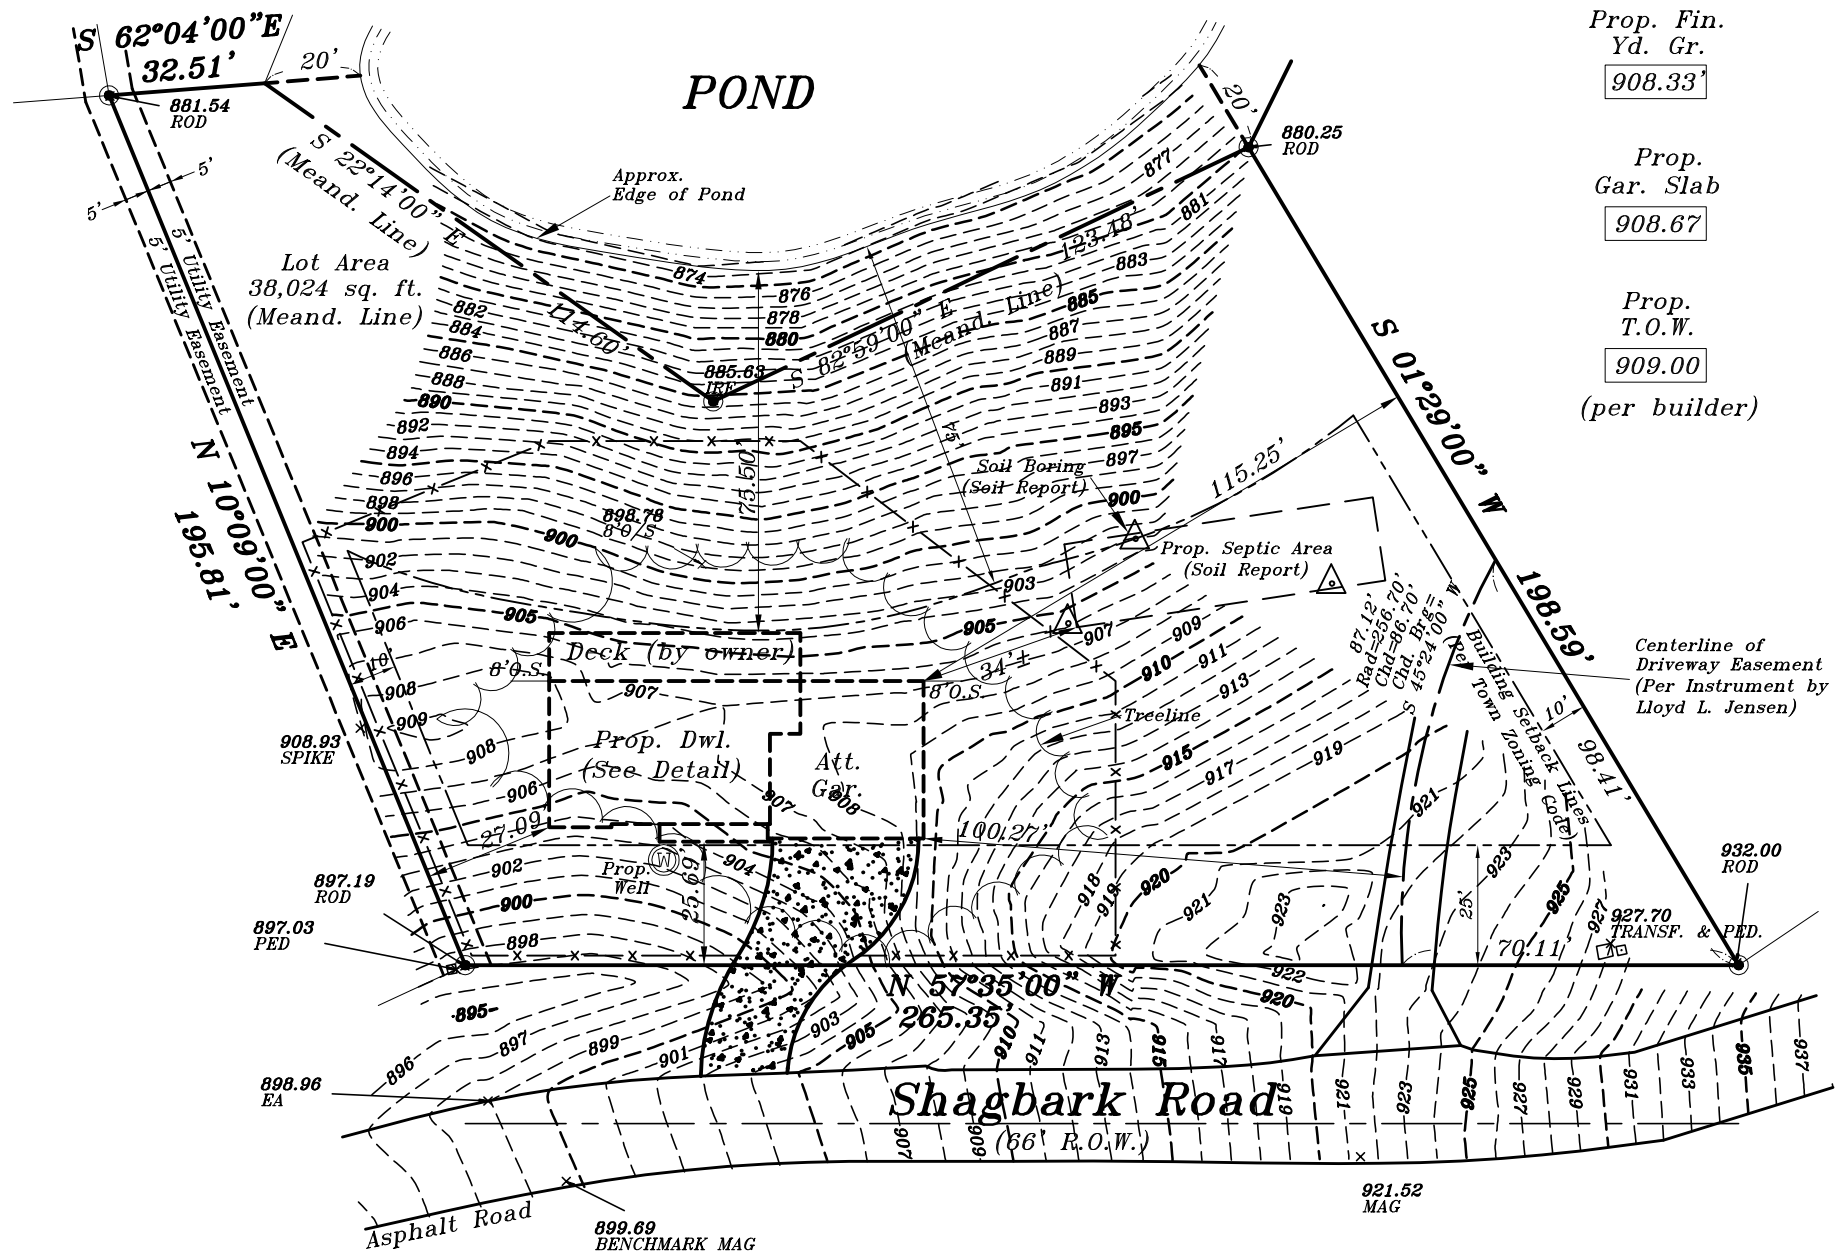 S 62°04'00"E
32.51'
20'
881.54
ROD
POND
20'
880.25
ROD
Prop. Fin.
Yd. Gr.
908.33'
Prop.
Gar. Slab
908.67
Prop.
T.O.W.
909.00
(per builder)
S 22°14'00" E
(Meand. Line)
114.60'
Approx.
Edge of Pond
5'
5'
5' Utility Easement
5' Utility Easement
Lot Area
38,024 sq. ft.
(Meand. Line)
N 10°09'00" E
195.81'
874
876
878
880
882
884
886
888
890
892
894
896
898
900
902
904
906
908
909
877
881
883
885
887
889
891
893
895
897
900
903
S 82°59'00" E
123.48'
(Meand. Line)
885.63
IRF
75.50'
75'
898.78
8'O/S
900
905
905
907
909
910
911
913
915
917
919
921
Soil Boring
(Soil Report)
115.25'
S 01°29'00" W
198.59'
Prop. Septic Area
(Soil Report)
87.12'
Rad=256.70'
Chd=86.70'
Chd. Brg=
S 45°24'00" W
Building Setback Lines
(Per Town Zoning Code)
10'
98.41'
Centerline of
Driveway Easement
(Per Instrument by
Lloyd L. Jensen)
10'
8'O.S.
Deck (by owner)
907
34'±
8'O.S.
Treeline
Prop. Dwl.
(See Detail)
Att.
Gar.
907
908
908.93
SPIKE
908
906
27.09'
902
900
898
904
Prop.
Well
W
25.69'
100.27'
918
919
920
921
923
923
925
927
25'
932.00
ROD
927.70
TRANSF. & PED.
70.11'
897.19
ROD
897.03
PED
N 57°35'00" W
265.35'
922
920
895
896
897
899
901
903
905
910
911
913
915
917
919
921
923
925
927
929
931
933
935
937
898.96
EA
Shagbark Road
(66' R.O.W.)
907
909
Asphalt Road
899.69
BENCHMARK MAG
921.52
MAG